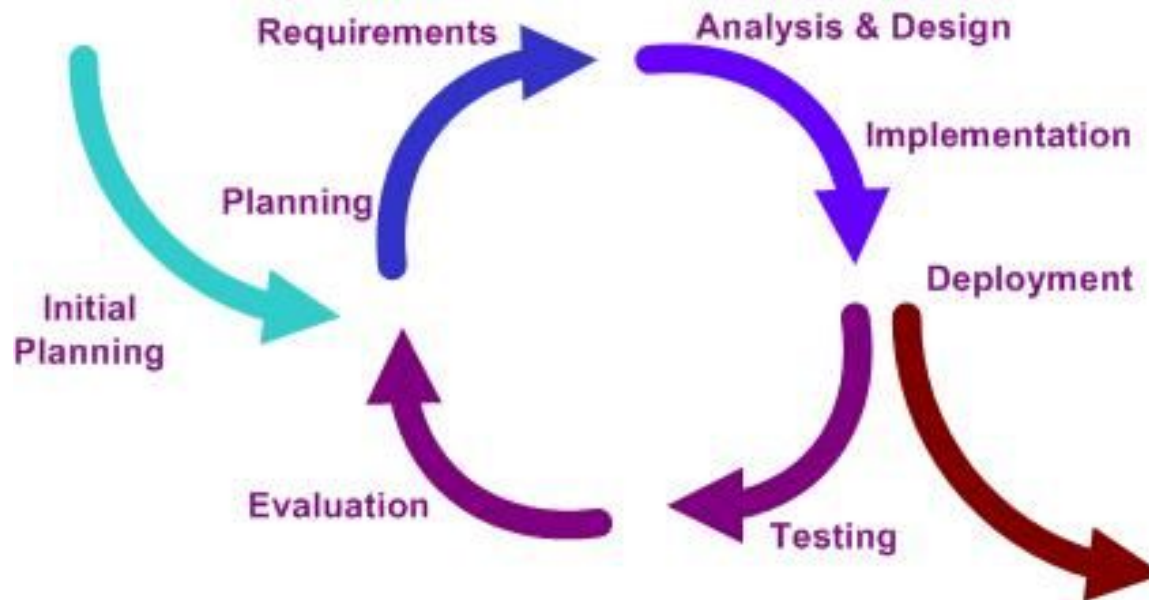 Requirements
Analysis & Design
Implementation
Planning
Deployment
Initial
Planning
Evaluation
Testing